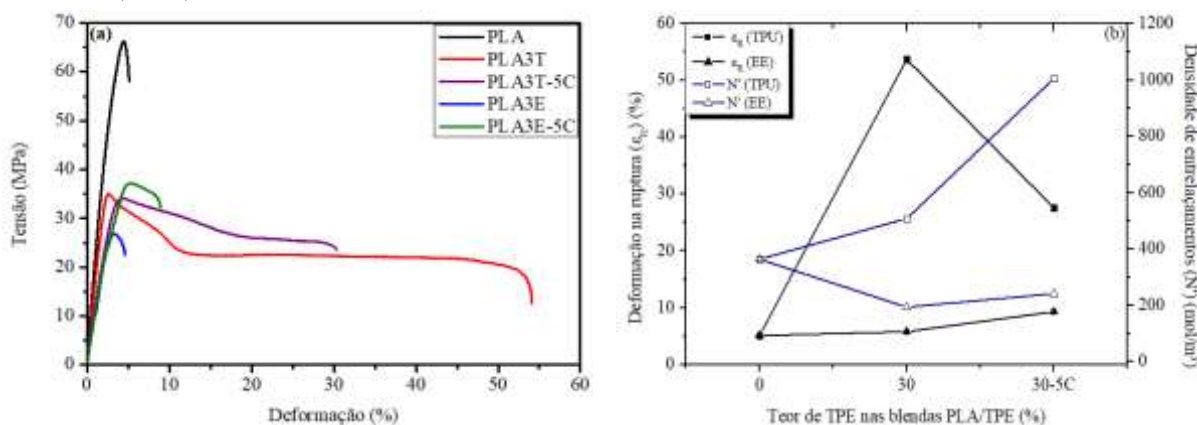 (a)
PLA
PLA3T
PLA3T-5C
PLA3E
PLA3E-5C
70
60
50
40
30
20
10
0
Tensão (MPa)
0 10 20 30 40 50 60
Deformação (%)
(b)
ε_R (TPU)
ε_R (EE)
N' (TPU)
N' (EE)
60
50
40
30
20
10
0
Deformação na ruptura (ε_R) (%)
1200
1000
800
600
400
200
0
Densidade de entrelaçamentos (N') (mol/m³)
0 30 30-5C
Teor de TPE nas blendas PLA/TPE (%)